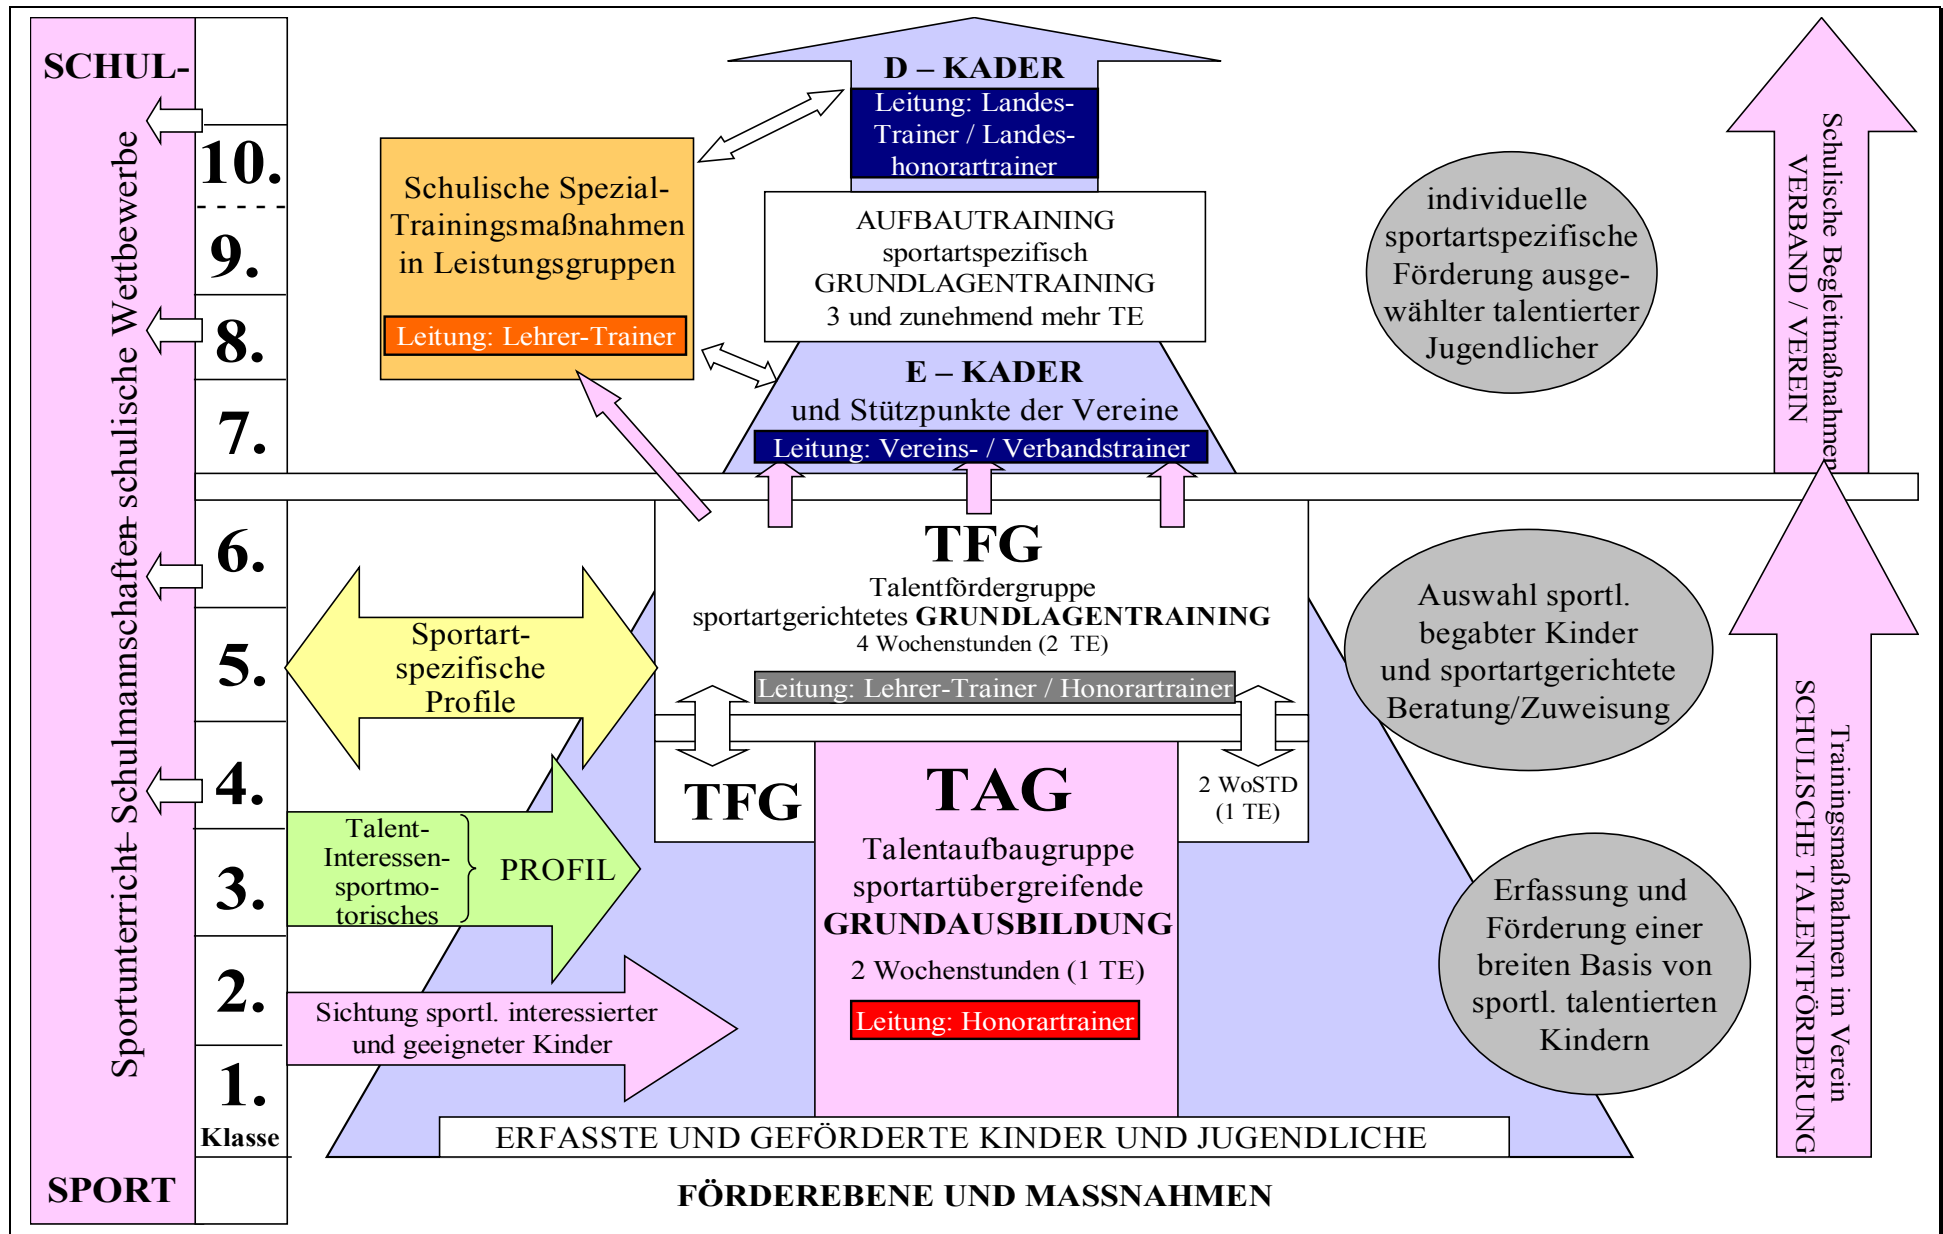 SCHUL-
Sportunterricht- Schulmannschaften- schulische Wettbewerbe
SPORT
10.
9.
8.
7.
6.
5.
4.
3.
2.
1.
Klasse
D – KADER
Leitung: Landes-
Trainer / Landes-
honorartrainer
Schulische Spezial-
Trainingsmaßnahmen
in Leistungsgruppen
Leitung: Lehrer-Trainer
AUFBAUTRAINING
sportartspezifisch
GRUNDLAGENTRAINING
3 und zunehmend mehr TE
E – KADER
und Stützpunkte der Vereine
Leitung: Vereins- / Verbandstrainer
individuelle
sportartspezifische
Förderung ausge-
wählter talentierter
Jugendlicher
Schulische Begleitmaßnahmen
VERBAND / VEREIN
TFG
Talentfördergruppe
sportartgerichtetes GRUNDLAGENTRAINING
4 Wochenstunden (2 TE)
Leitung: Lehrer-Trainer / Honorartrainer
Sportart-
spezifische
Profile
Auswahl sportl.
begabter Kinder
und sportartgerichtete
Beratung/Zuweisung
TFG
TAG
Talentaufbaugruppe
sportartübergreifende
GRUNDAUSBILDUNG
2 Wochenstunden (1 TE)
Leitung: Honorartrainer
2 WoSTD
(1 TE)
Talent-
Interessen-
sportmo-
torisches
PROFIL
Sichtung sportl. interessierter
und geeigneter Kinder
Erfassung und
Förderung einer
breiten Basis von
sportl. talentierten
Kindern
Trainingsmaßnahmen im Verein
SCHULISCHE TALENTFÖRDERUNG
ERFASSTE UND GEFÖRDERTE KINDER UND JUGENDLICHE
FÖRDEREBENE UND MASSNAHMEN